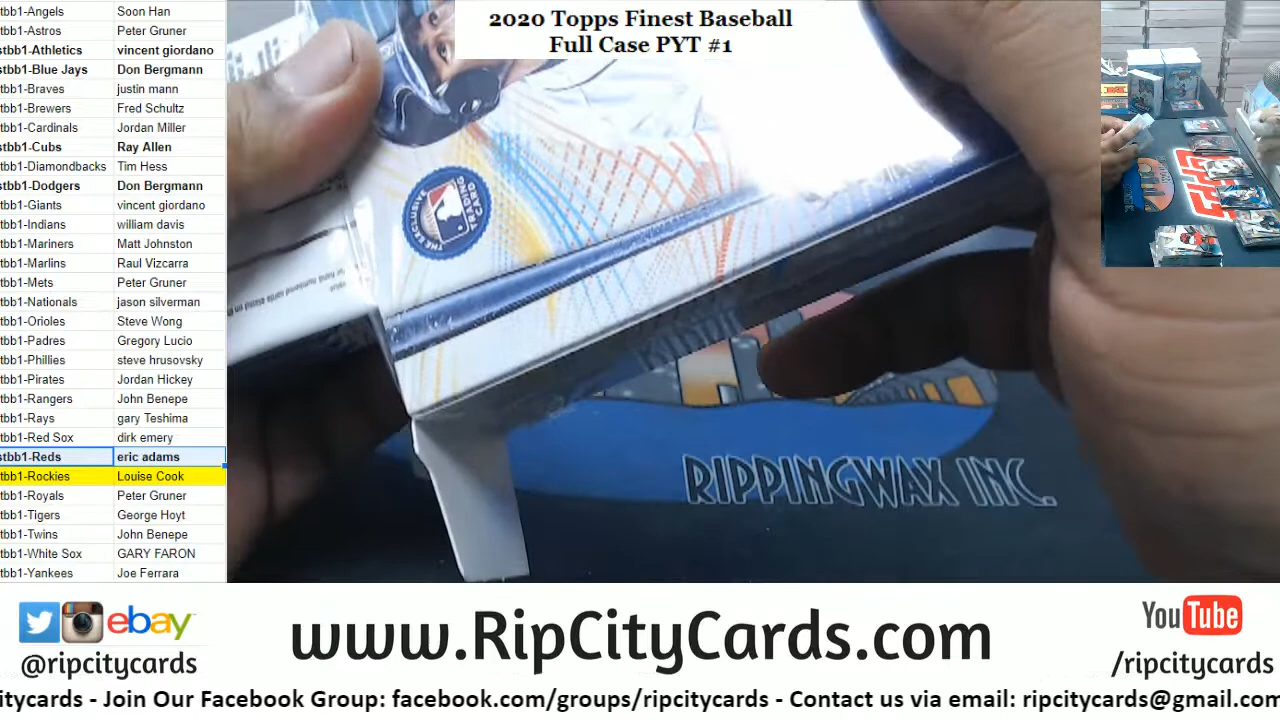 2020 Topps Finest Baseball
Full Case PYT #1
tbb1-Angels Soon Han
tbb1-Astros Peter Gruner
stbb1-Athletics vincent giordano
stbb1-Blue Jays Don Bergmann
tbb1-Braves justin mann
tbb1-Brewers Fred Schultz
tbb1-Cardinals Jordan Miller
stbb1-Cubs Ray Allen
tbb1-Diamondbacks Tim Hess
stbb1-Dodgers Don Bergmann
tbb1-Giants vincent giordano
tbb1-Indians william davis
tbb1-Mariners Matt Johnston
tbb1-Marlins Raul Vizcarra
tbb1-Mets Peter Gruner
tbb1-Nationals jason silverman
tbb1-Orioles Steve Wong
tbb1-Padres Gregory Lucio
tbb1-Phillies steve hrusovsky
tbb1-Pirates Jordan Hickey
tbb1-Rangers John Benepe
tbb1-Rays gary Teshima
tbb1-Red Sox dirk emery
stbb1-Reds eric adams
tbb1-Rockies Louise Cook
tbb1-Royals Peter Gruner
tbb1-Tigers George Hoyt
tbb1-Twins John Benepe
tbb1-White Sox GARY FARON
tbb1-Yankees Joe Ferrara
TRADING
CARD
RIPPINGWAX INC.
ebay
@ripcitycards
www.RipCityCards.com
YouTube
/ripcitycards
itycards - Join Our Facebook Group: facebook.com/groups/ripcitycards - Contact us via email: ripcitycards@gmail.com